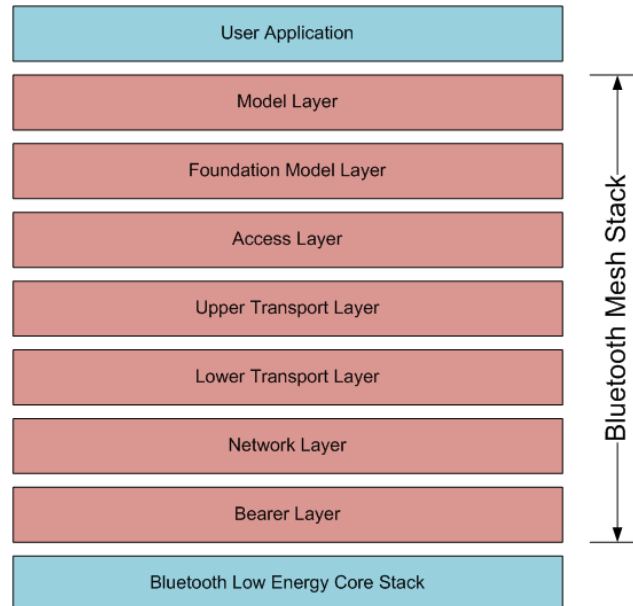 User Application
Model Layer
Foundation Model Layer
Access Layer
Upper Transport Layer
Lower Transport Layer
Network Layer
Bearer Layer
Bluetooth Low Energy Core Stack
Bluetooth Mesh Stack